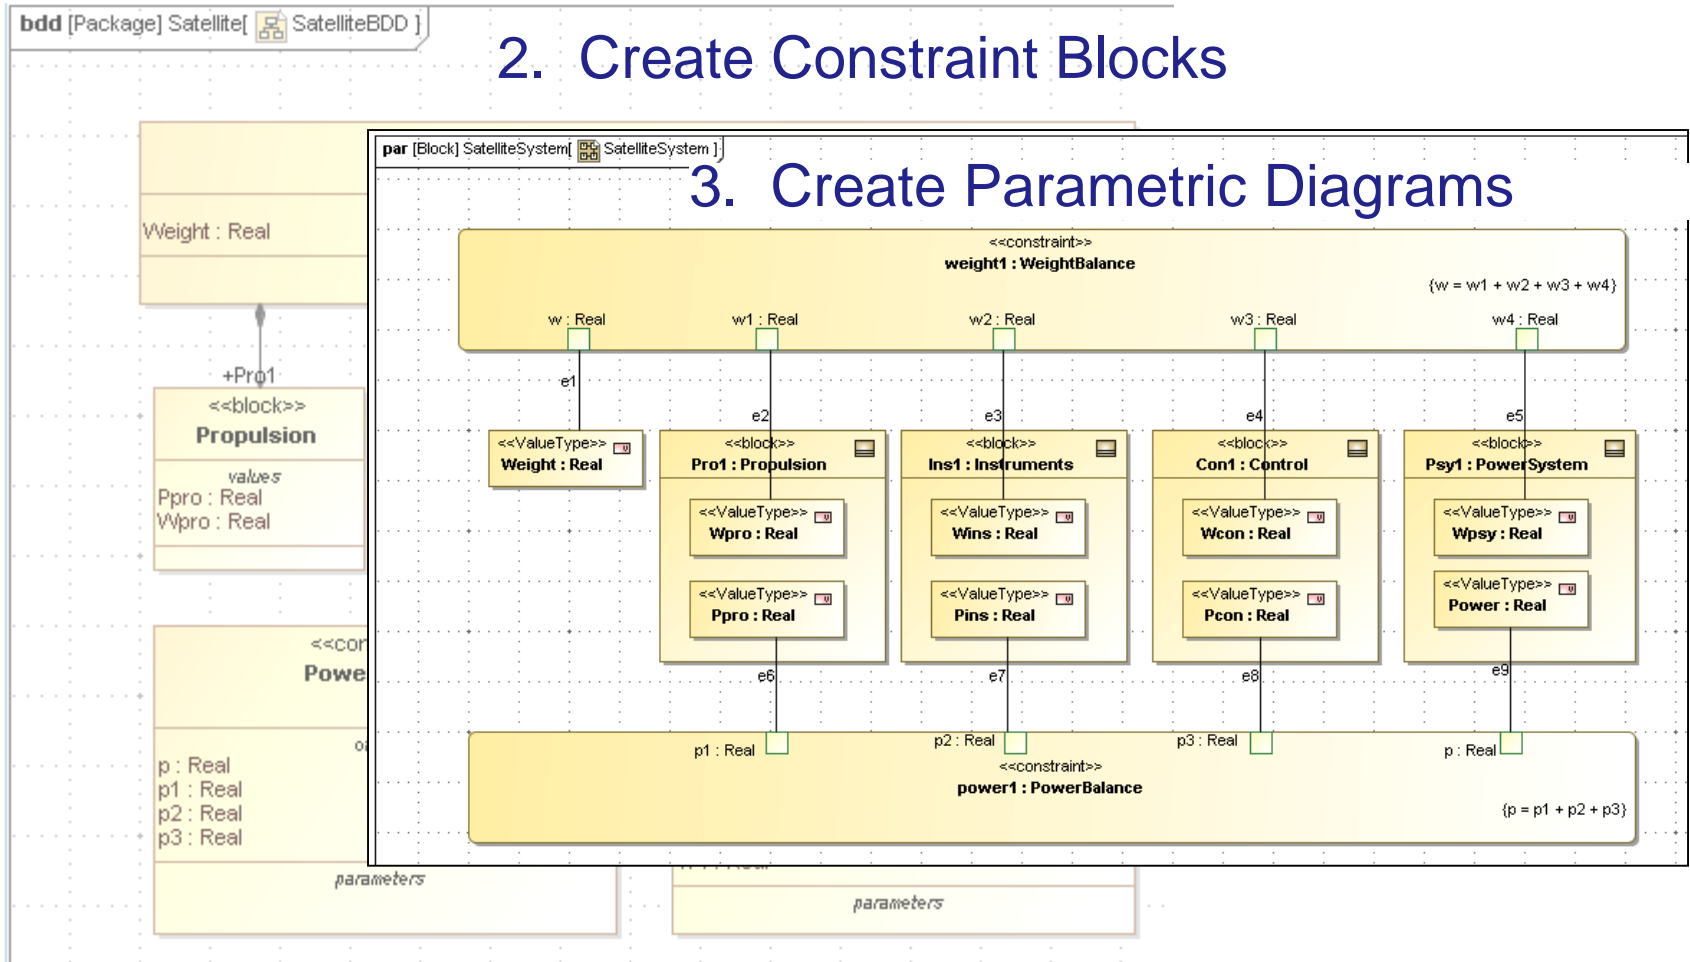 bdd [Package] Satellite[ SatelliteBDD ]
2. Create Constraint Blocks
Weight : Real
+Pro1
<<block>>
Propulsion
values
Ppro : Real
Wpro : Real
p : Real
p1 : Real
p2 : Real
p3 : Real
parameters
parameters
par [Block] SatelliteSystem[ SatelliteSystem ]
3. Create Parametric Diagrams
<<constraint>>
weight1 : WeightBalance
{w = w1 + w2 + w3 + w4}
w : Real w1 : Real w2 : Real w3 : Real w4 : Real
e1
e2 e3 e4 e5
<<ValueType>> <<block>> <<block>> <<block>> <<block>>
Weight : Real Pro1 : Propulsion Ins1 : Instruments Con1 : Control Psy1 : PowerSystem
<<ValueType>> <<ValueType>> <<ValueType>> <<ValueType>>
Wpro : Real Wins : Real Wcon : Real Wpsy : Real
<<ValueType>> <<ValueType>> <<ValueType>> <<ValueType>>
Ppro : Real Pins : Real Pcon : Real Power : Real
e6 e7 e8 e9
p1 : Real p2 : Real p3 : Real p : Real
<<constraint>>
power1 : PowerBalance
{p = p1 + p2 + p3}